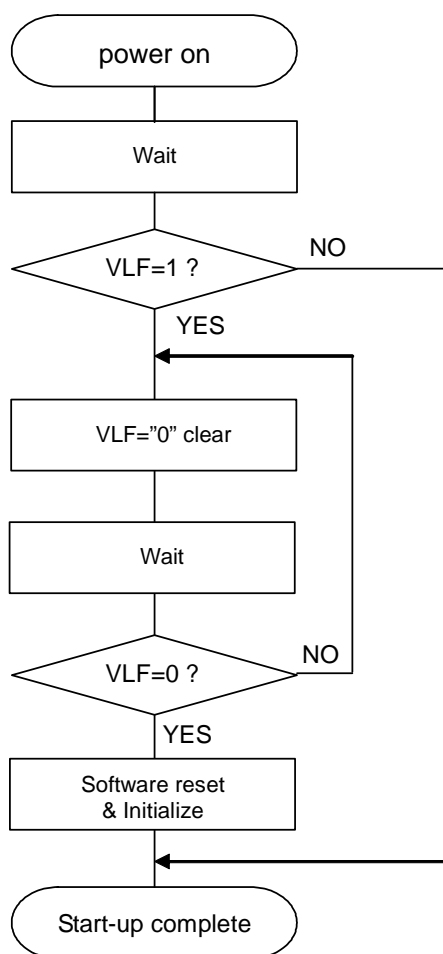 power on
Wait
VLF=1 ?
NO
YES
VLF=”0” clear
Wait
VLF=0 ?
NO
YES
Software reset
& Initialize
Start-up complete